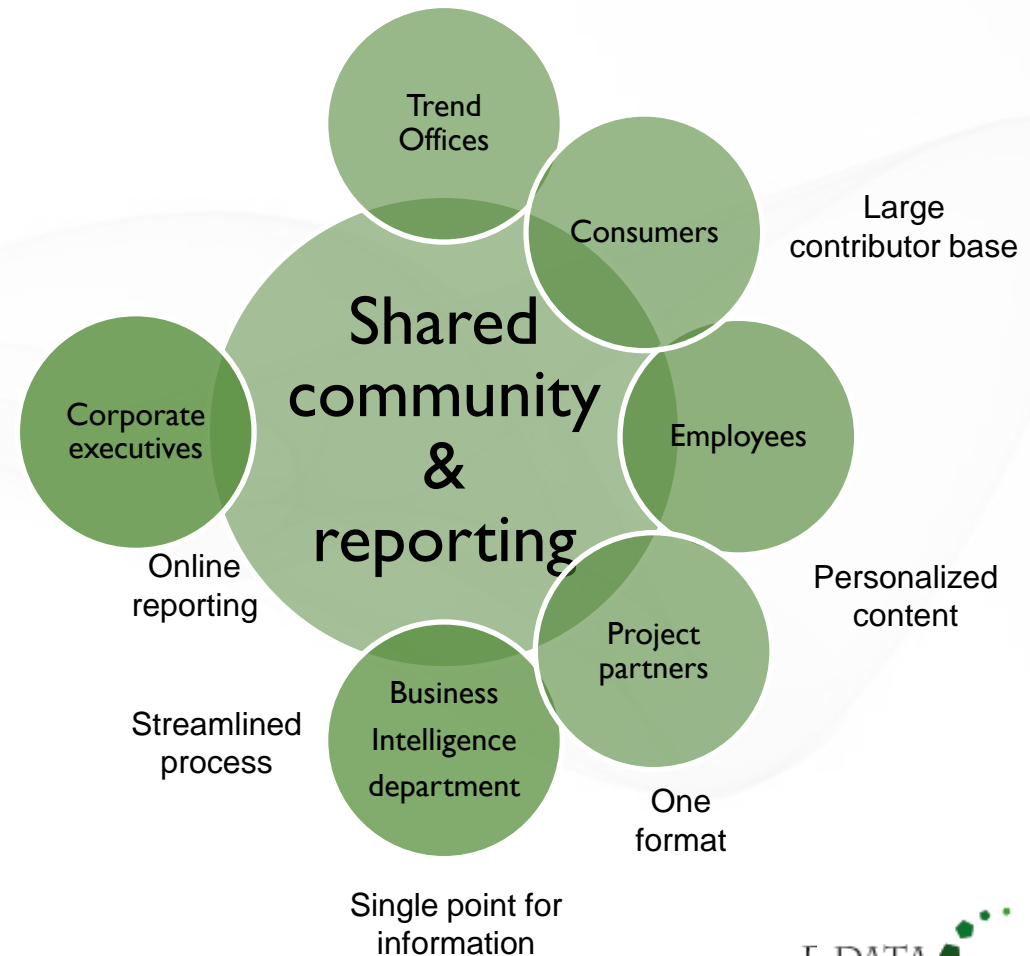 Trend
Offices
Consumers
Large
contributor base
Shared
community
&
reporting
Corporate
executives
Employees
Online
reporting
Personalized
content
Project
partners
Business
Intelligence
department
Streamlined
process
One
format
Single point for
information